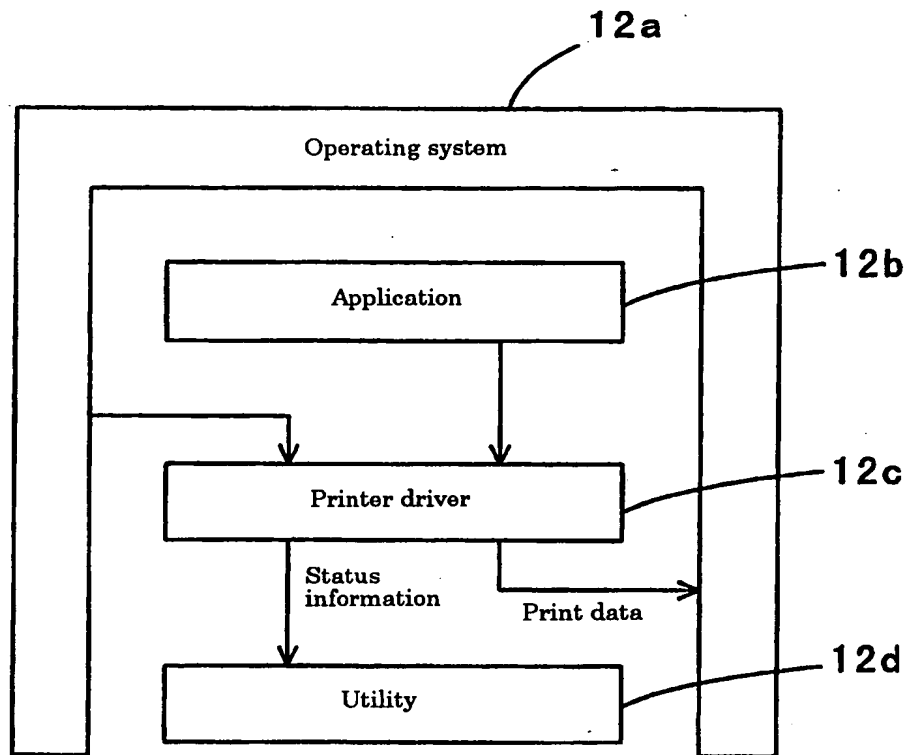 12a
Operating system
12b
Application
12c
Printer driver
Status
information
Print data
12d
Utility